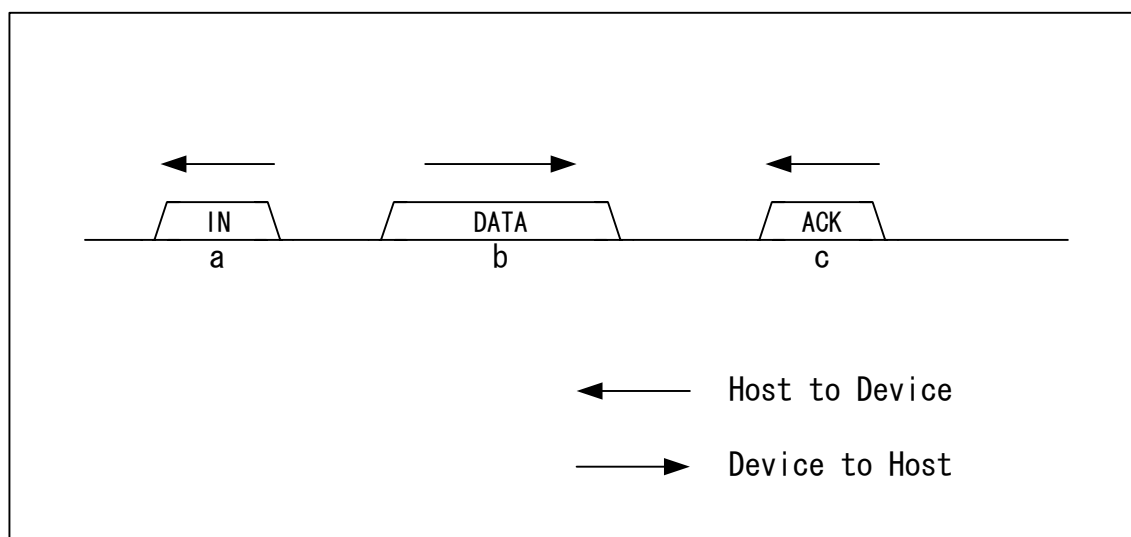 IN DATA ACK
a b c
Host to Device
Device to Host